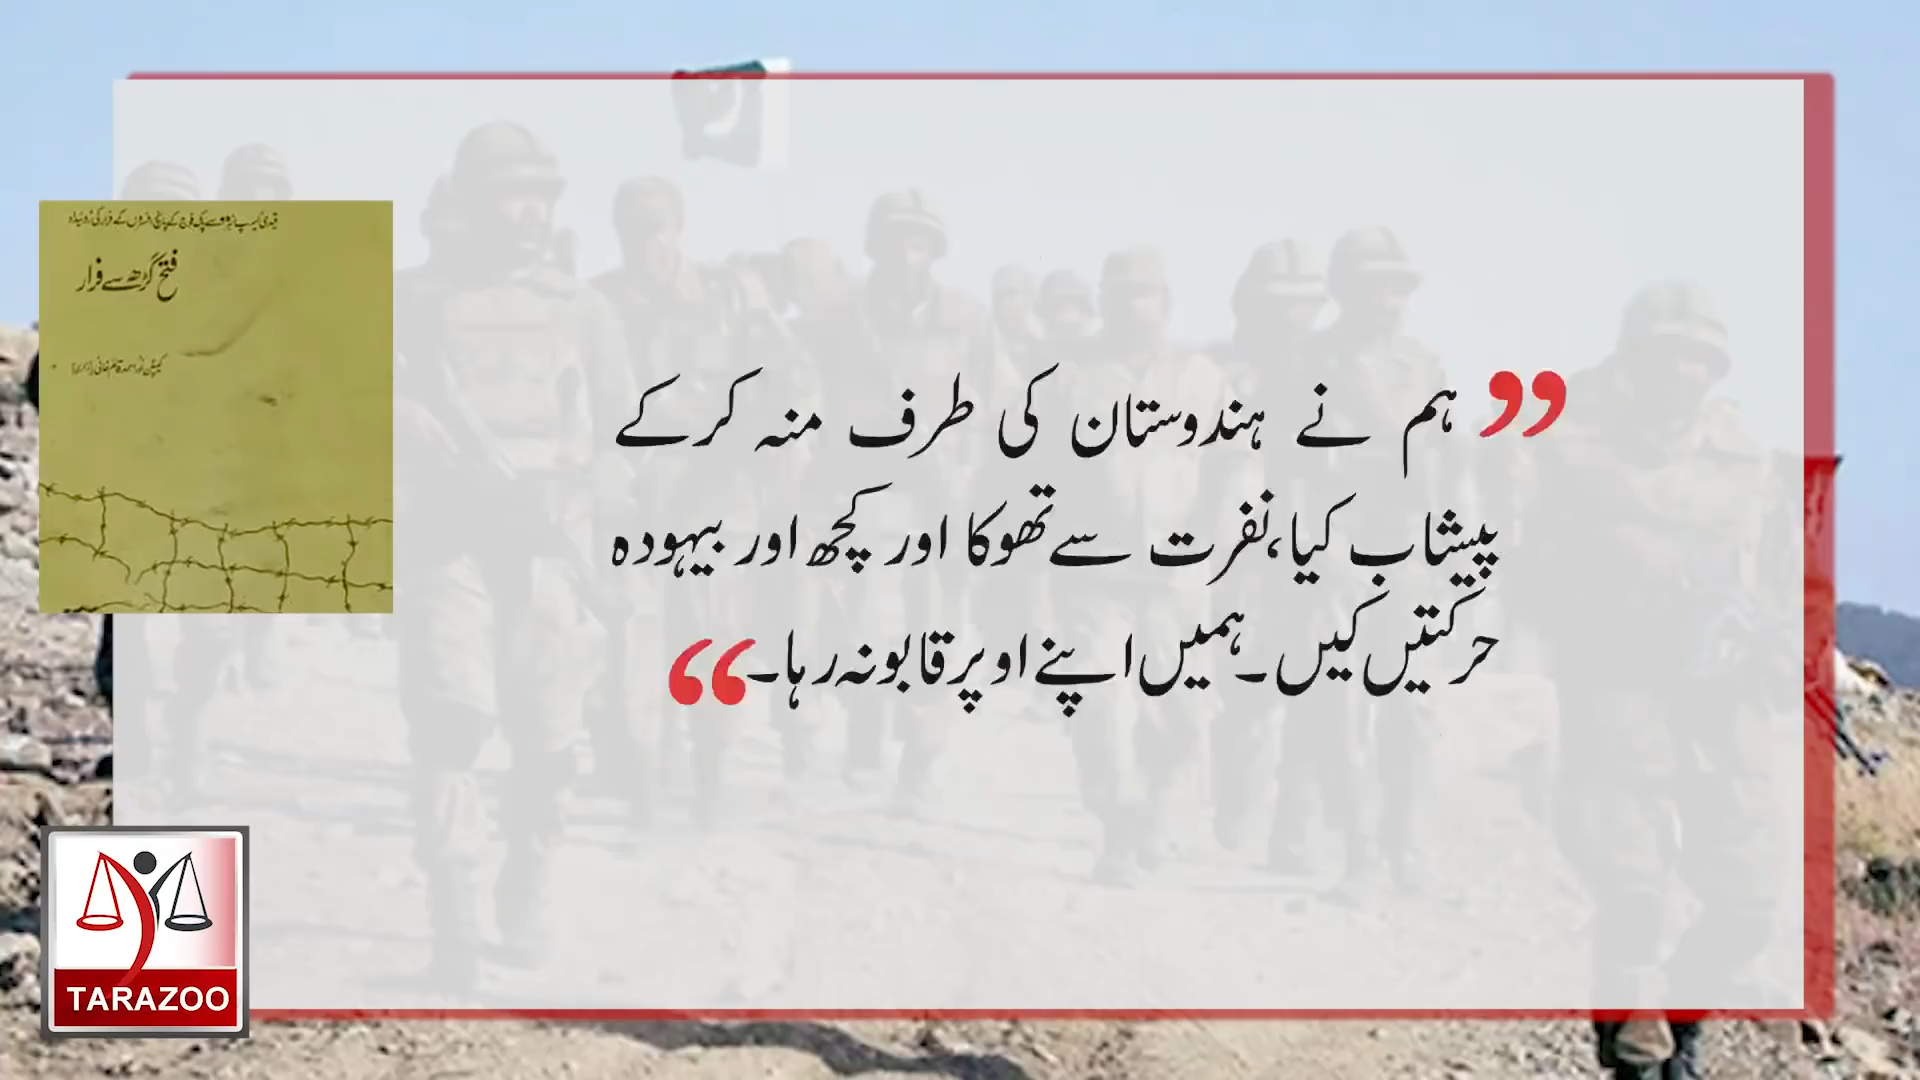 ہم نے ہندوستان کی طرف منہ کر کے
پیشاب کیا، نفرت سے تھوکا اور کچھ اور بیہودہ
حرکتیں کیں۔ ہمیں اپنے اوپر قابو نہ رہا۔
فتح گڑھ سے فرار
TARAZOO